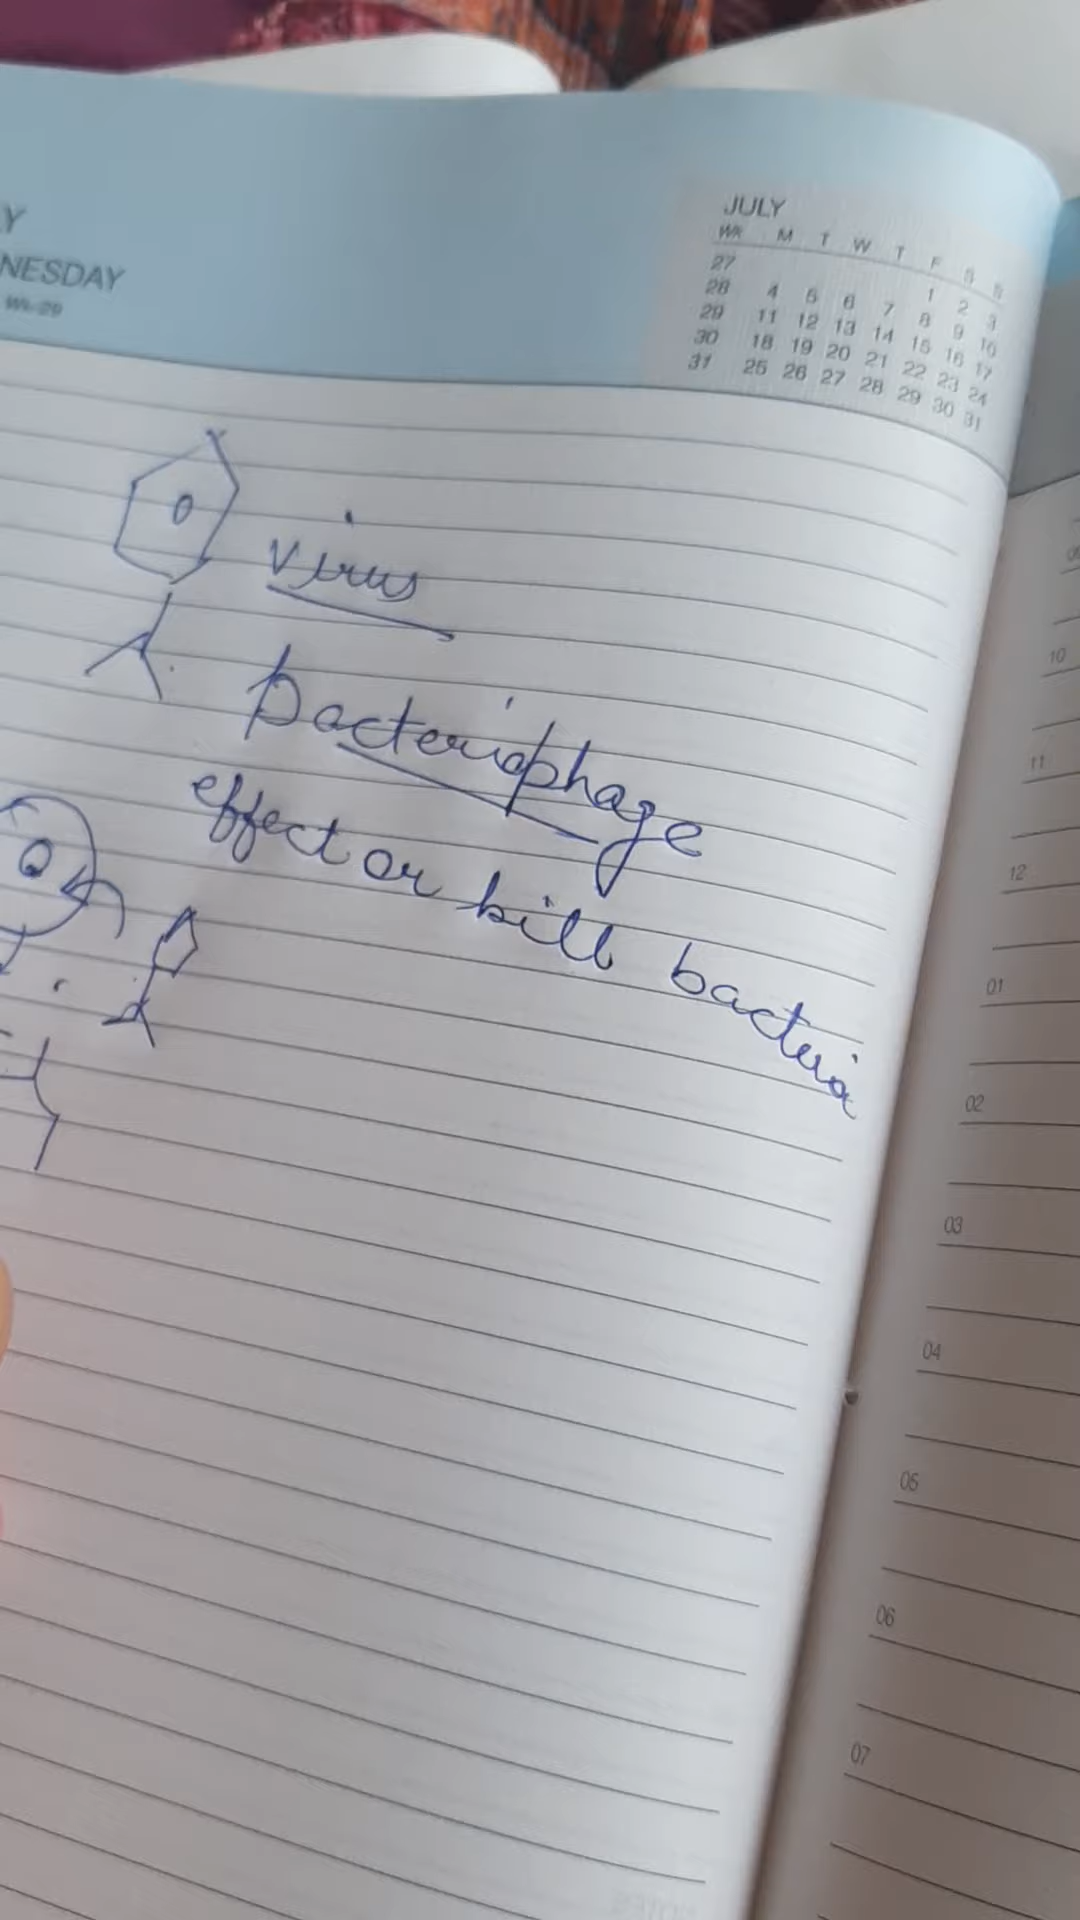 Y
NESDAY
Wk-29
JULY
Wk M T W T F S S
27 1 2 3
28 4 5 6 7 8 9 10
29 11 12 13 14 15 16 17
30 18 19 20 21 22 23 24
31 25 26 27 28 29 30 31
virus
bacteriophage
effect or kill bacteria
10
11
12
01
02
03
04
05
06
07